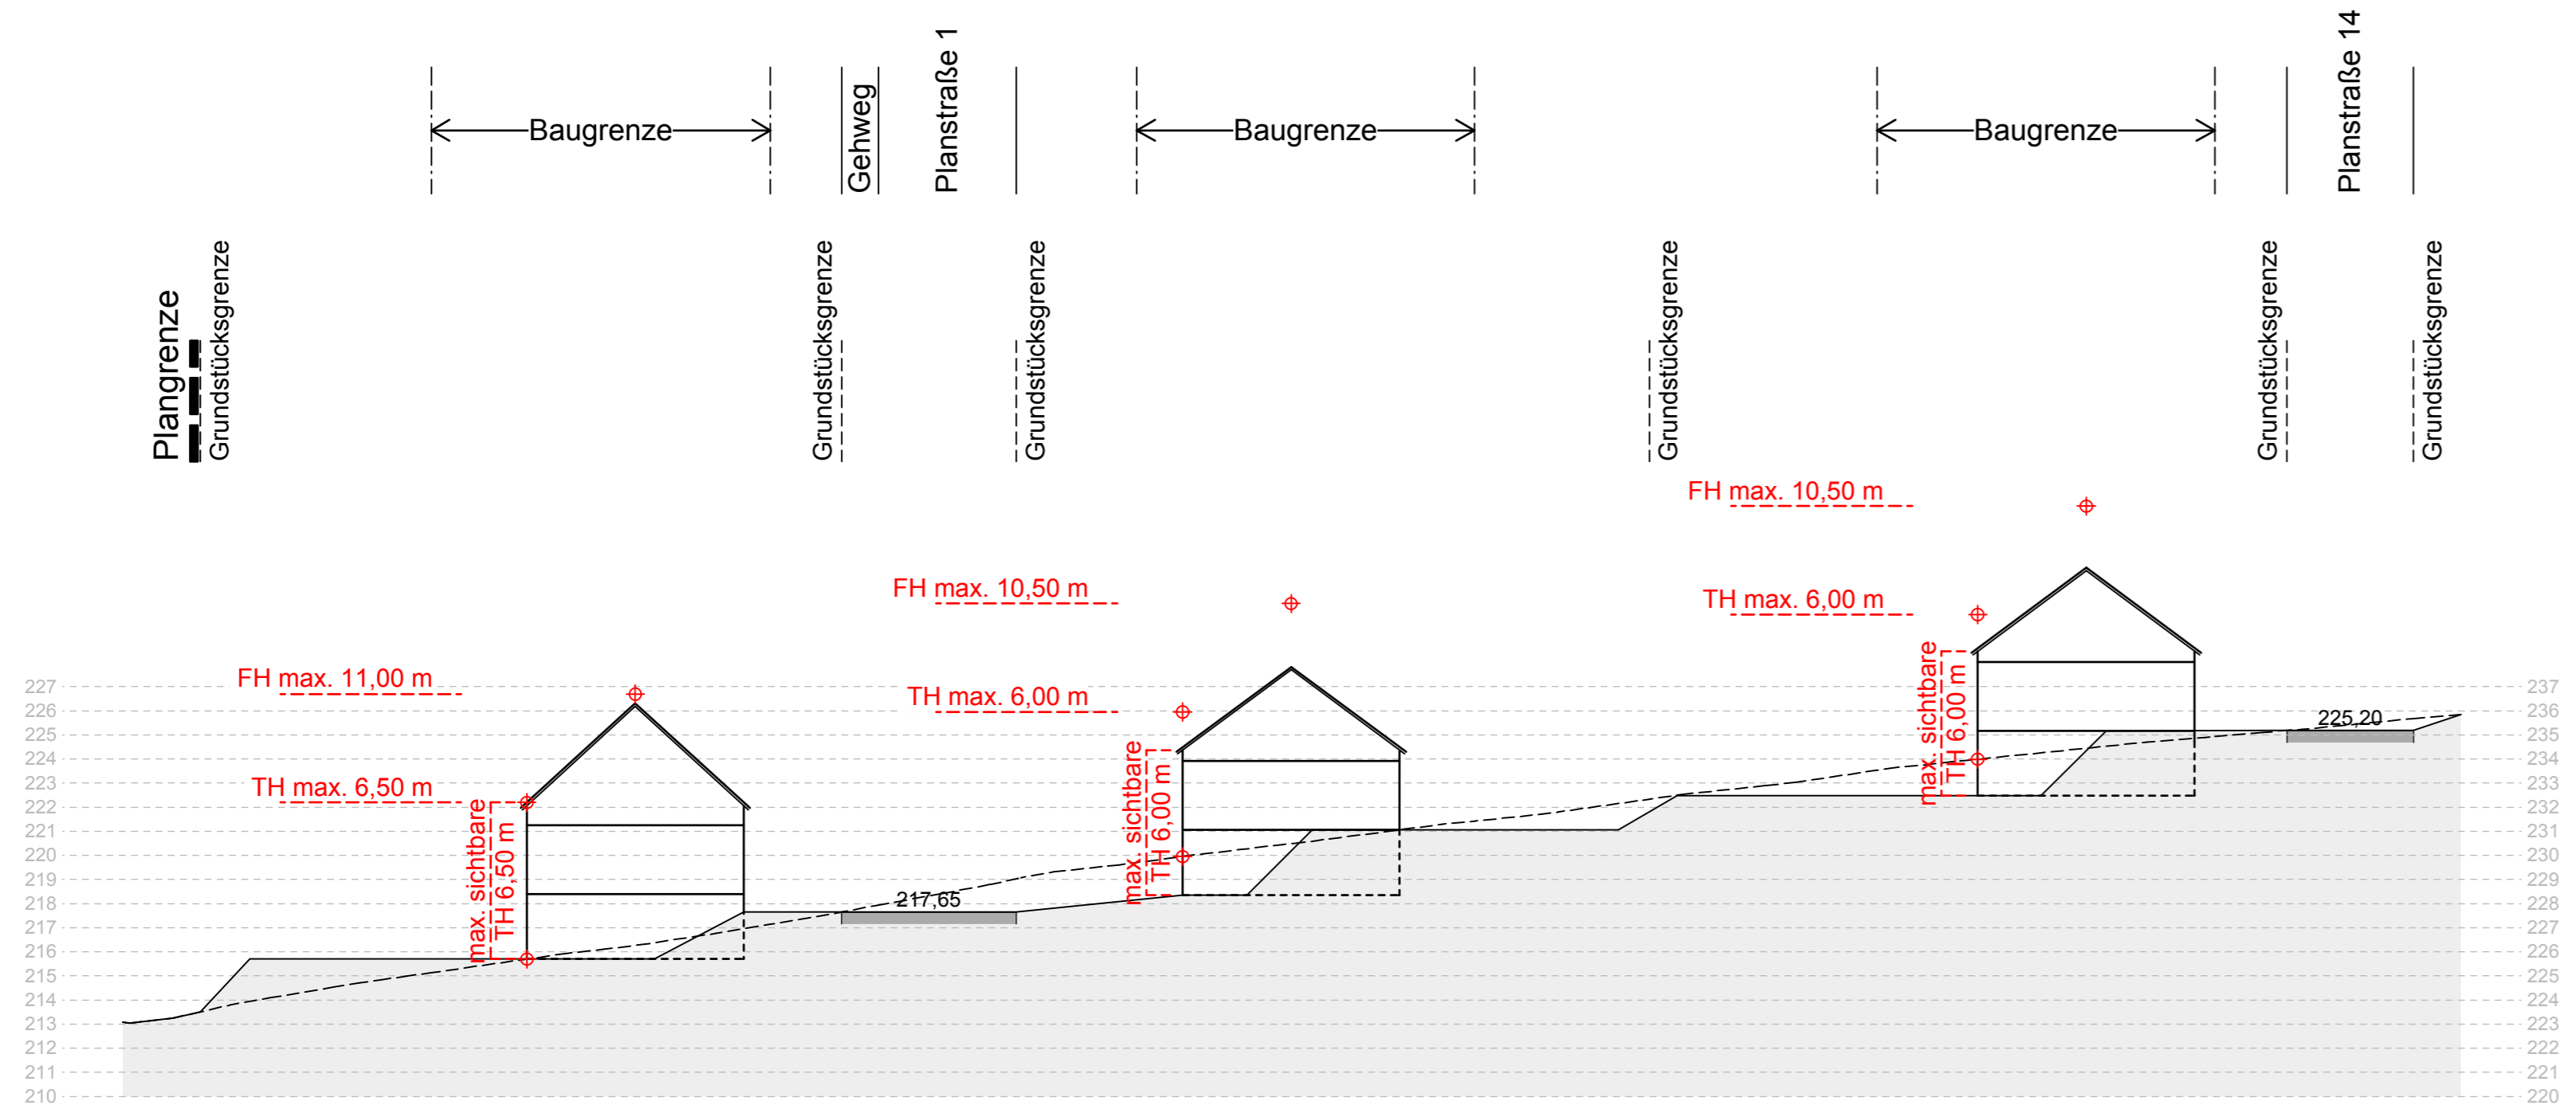 Baugrenze
Gehweg
Planstraße 1
Baugrenze
Baugrenze
Planstraße 14
Plangrenze
Grundstücksgrenze
Grundstücksgrenze
Grundstücksgrenze
Grundstücksgrenze
Grundstücksgrenze
Grundstücksgrenze
FH max. 10,50 m
FH max. 10,50 m
TH max. 6,00 m
FH max. 11,00 m
TH max. 6,00 m
TH max. 6,50 m
max. sichtbare
TH 6,50 m
max. sichtbare
TH 6,00 m
max. sichtbare
TH 6,00 m
217,65
225,20
227
226
225
224
223
222
221
220
219
218
217
216
215
214
213
212
211
210
237
236
235
234
233
232
231
230
229
228
227
226
225
224
223
222
221
220